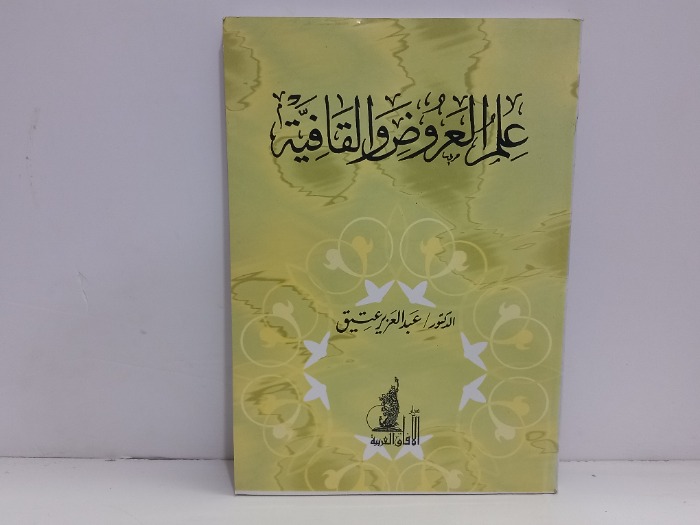 علم العروض والقافية
الدكتور/ عبد العزيز عتيق
دار
الآفاق العربية